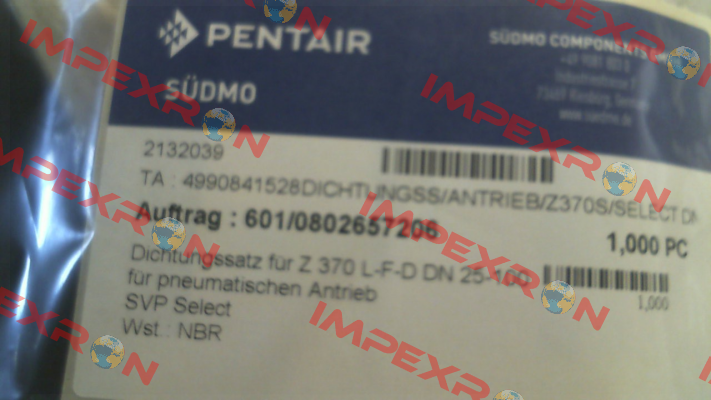 PENTAIR
SÜDMO
SÜDMO COMPONENTS
2132039
TA : 4990841528DICHTUNGSS/ANTRIEB/Z370S/SELECT DN
Auftrag : 601/0802657206
1,000 PC
Dichtungssatz für Z 370 L-F-D DN 25-100
1,000
für pneumatischen Antrieb
SVP Select
Wst.: NBR
IMPEXRON